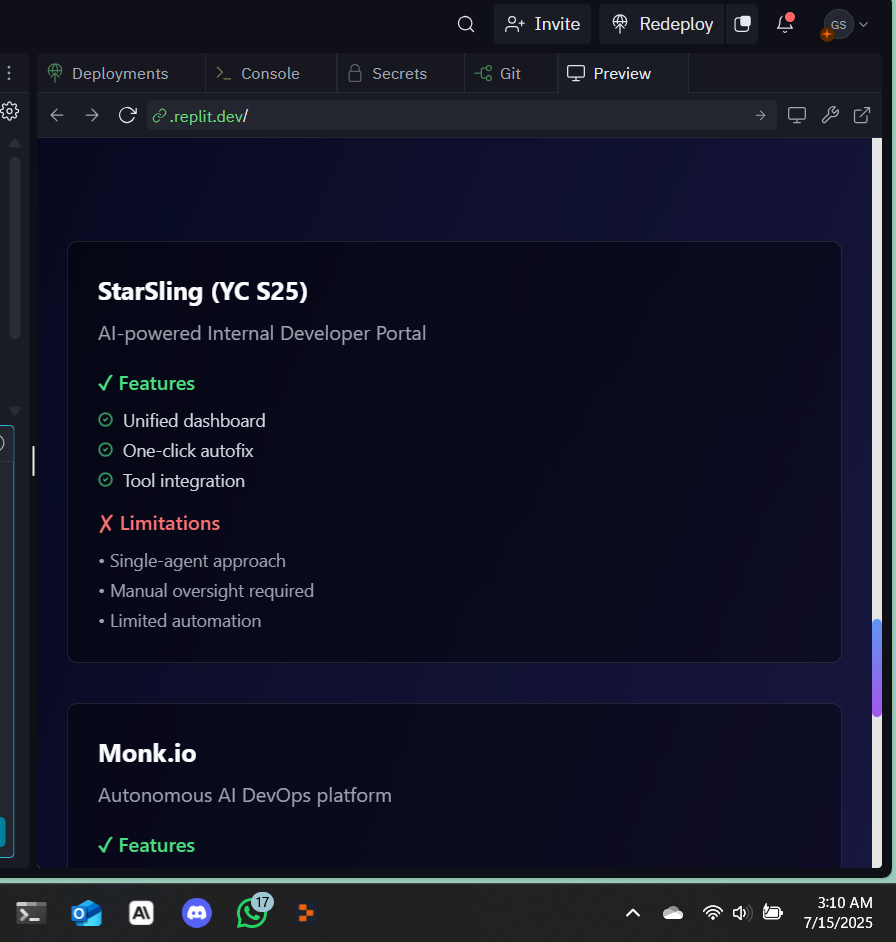 Invite
Redeploy
GS
Deployments
Console
Secrets
Git
Preview
.replit.dev/
StarSling (YC S25)
AI-powered Internal Developer Portal
✓ Features
Unified dashboard
One-click autofix
Tool integration
✗ Limitations
• Single-agent approach
• Manual oversight required
• Limited automation
Monk.io
Autonomous AI DevOps platform
✓ Features
17
3:10 AM
7/15/2025